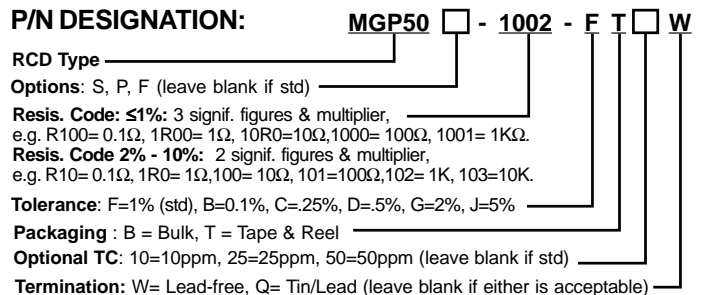 P/N DESIGNATION: MGP50 □ - 1002 - F T □ W
RCD Type
Options: S, P, F (leave blank if std)
Resis. Code: ≤1%: 3 signif. figures & multiplier,
e.g. R100= 0.1Ω, 1R00= 1Ω, 10R0=10Ω,1000= 100Ω, 1001= 1KΩ.
Resis. Code 2% - 10%: 2 signif. figures & multiplier,
e.g. R10= 0.1Ω, 1R0= 1Ω,100= 10Ω, 101=100Ω,102= 1K, 103=10K.
Tolerance: F=1% (std), B=0.1%, C=.25%, D=.5%, G=2%, J=5%
Packaging : B = Bulk, T = Tape & Reel
Optional TC: 10=10ppm, 25=25ppm, 50=50ppm (leave blank if std)
Termination: W= Lead-free, Q= Tin/Lead (leave blank if either is acceptable)